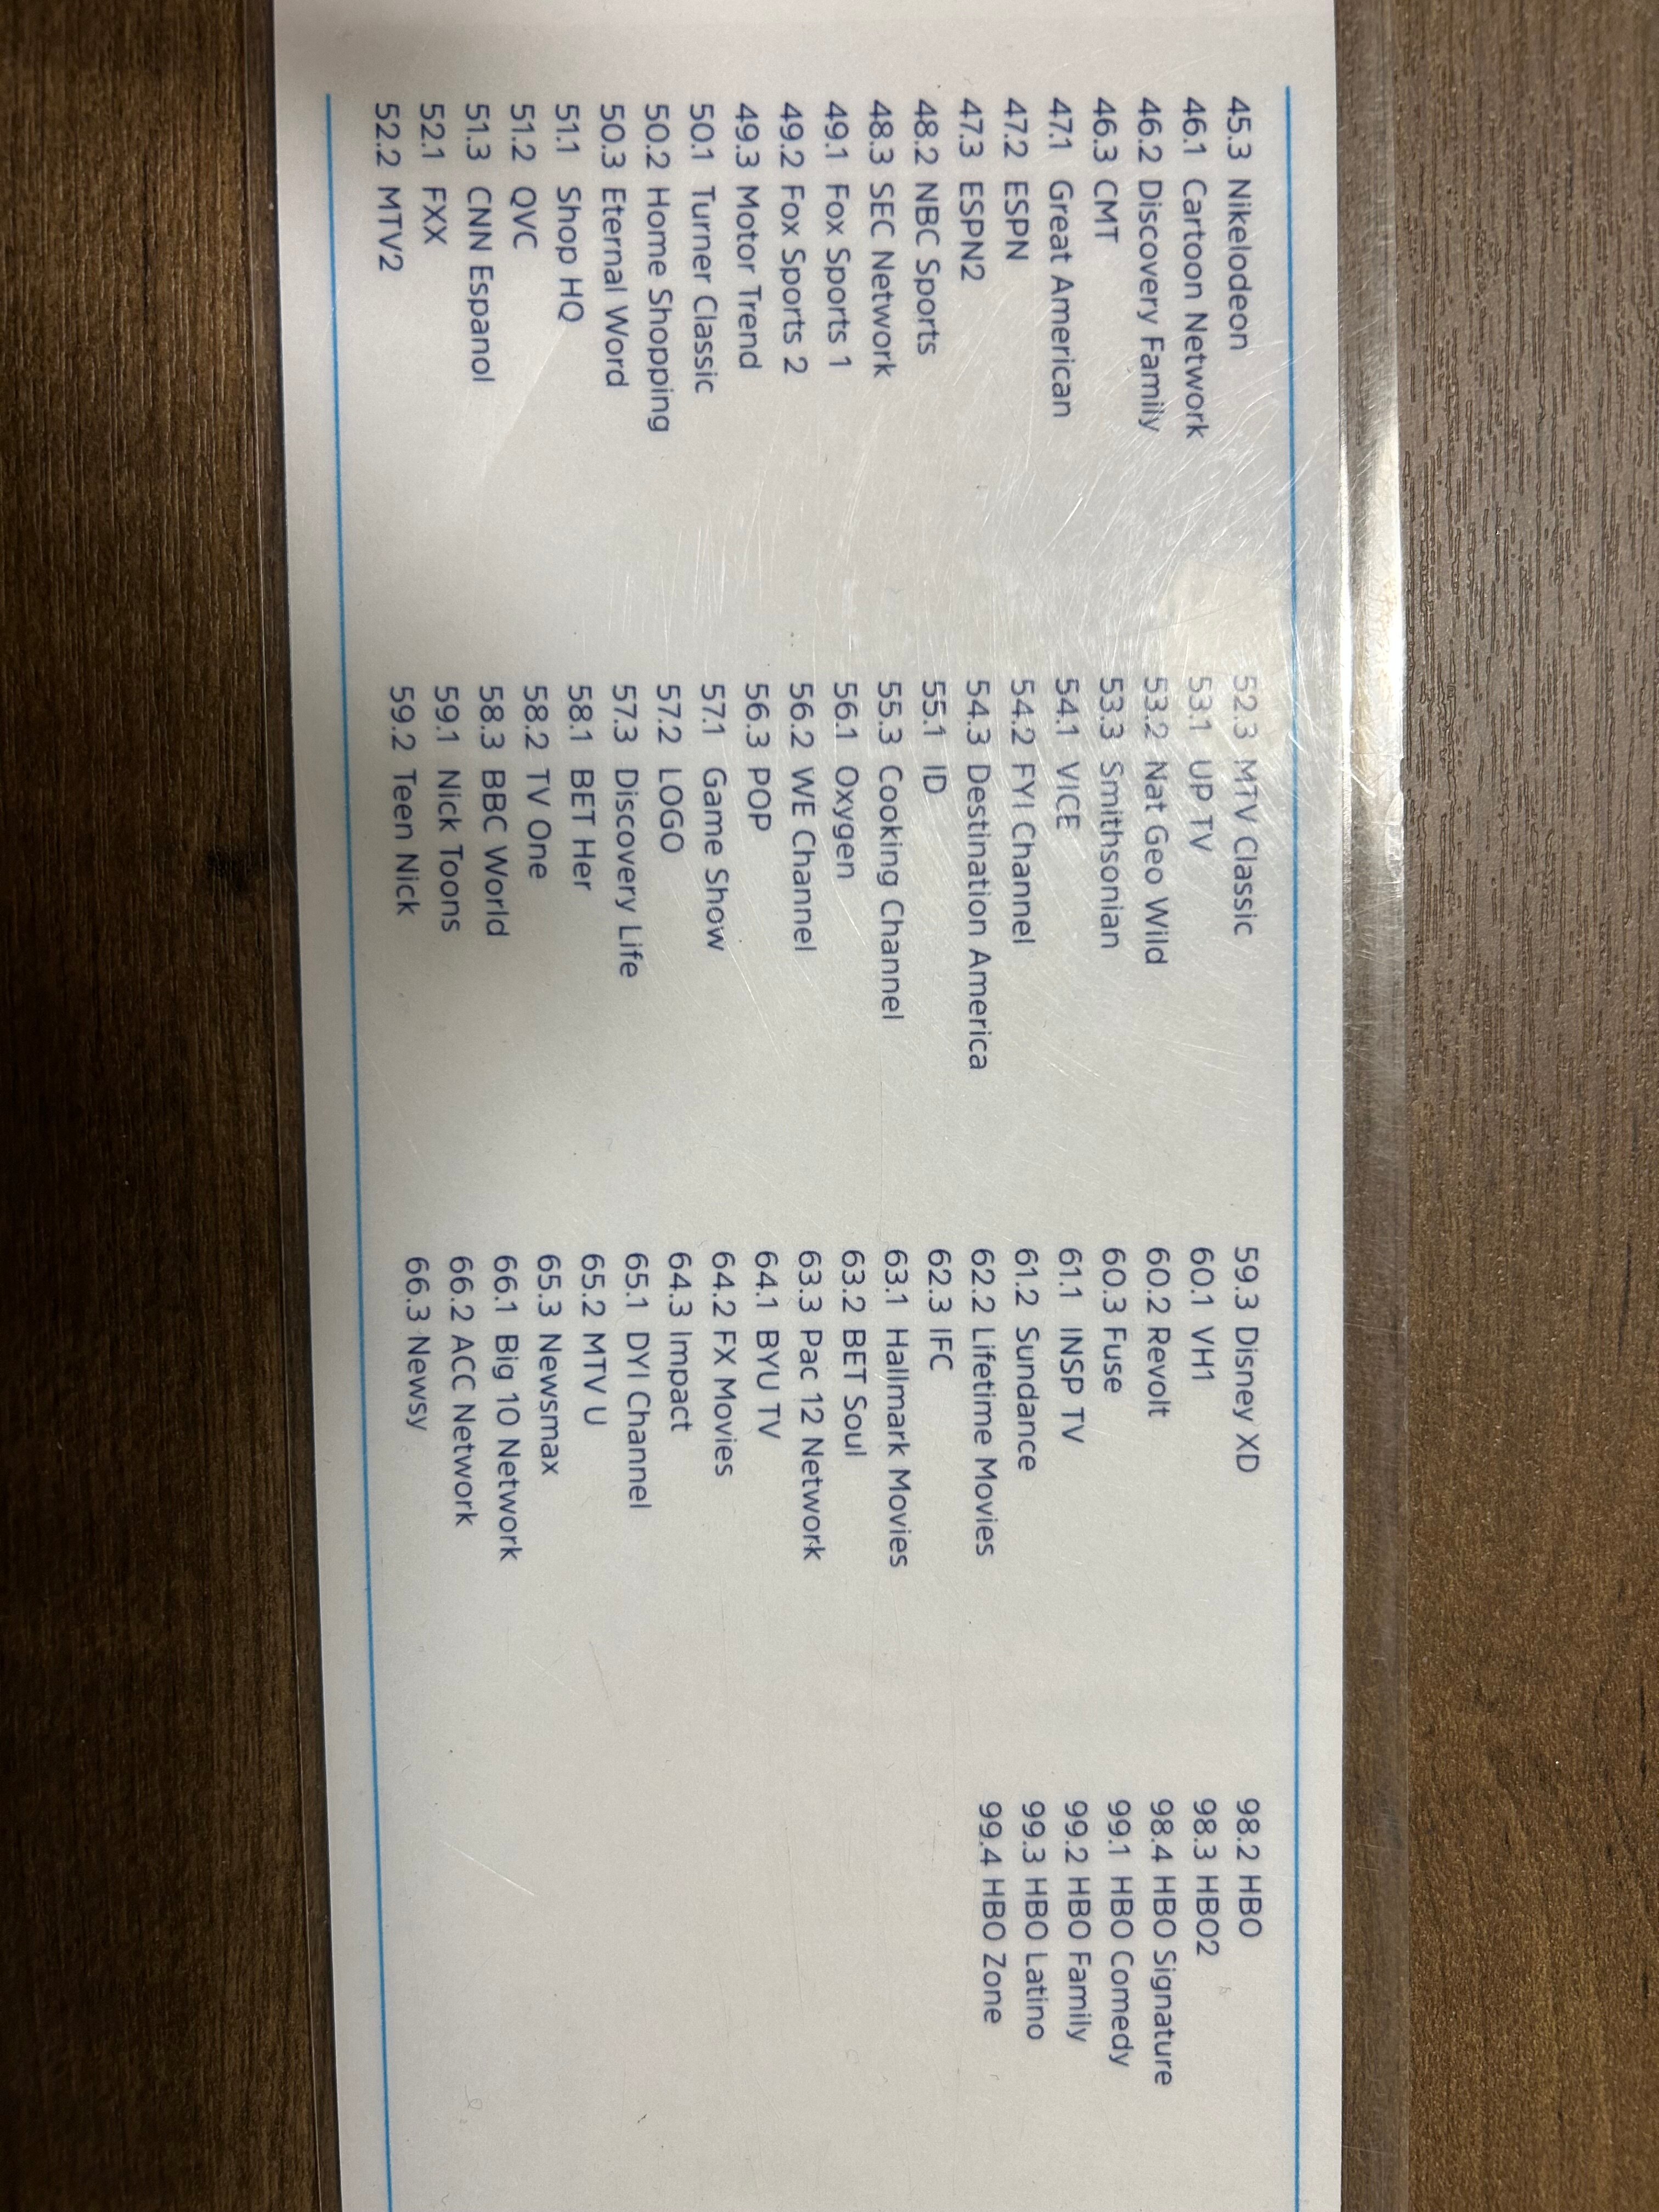 45.3 Nikelodeon
46.1 Cartoon Network
46.2 Discovery Family
46.3 CMT
47.1 Great American
47.2 ESPN
47.3 ESPN2
48.2 NBC Sports
48.3 SEC Network
49.1 Fox Sports 1
49.2 Fox Sports 2
49.3 Motor Trend
50.1 Turner Classic
50.2 Home Shopping
50.3 Eternal Word
51.1 Shop HQ
51.2 QVC
51.3 CNN Espanol
52.1 FXX
52.2 MTV2
52.3 MTV Classic
53.1 UP TV
53.2 Nat Geo Wild
53.3 Smithsonian
54.1 VICE
54.2 FYI Channel
54.3 Destination America
55.1 ID
55.3 Cooking Channel
56.1 Oxygen
56.2 WE Channel
56.3 POP
57.1 Game Show
57.2 LOGO
57.3 Discovery Life
58.1 BET Her
58.2 TV One
58.3 BBC World
59.1 Nick Toons
59.2 Teen Nick
59.3 Disney XD
60.1 VH1
60.2 Revolt
60.3 Fuse
61.1 INSP TV
61.2 Sundance
62.2 Lifetime Movies
62.3 IFC
63.1 Hallmark Movies
63.2 BET Soul
63.3 Pac 12 Network
64.1 BYU TV
64.2 FX Movies
64.3 Impact
65.1 DYI Channel
65.2 MTV U
65.3 Newsmax
66.1 Big 10 Network
66.2 ACC Network
66.3 Newsy
98.2 HBO
98.3 HBO2
98.4 HBO Signature
99.1 HBO Comedy
99.2 HBO Family
99.3 HBO Latino
99.4 HBO Zone